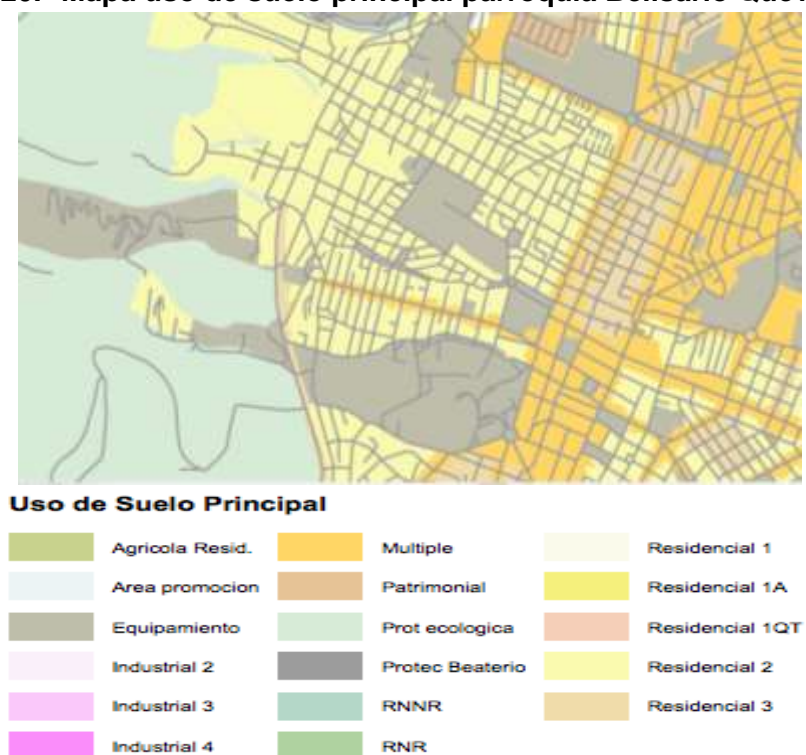 Mapa uso de suelo principal parroquia Belisario
Uso de Suelo Principal
Agricola Resid.
Area promocion
Equipamiento
Industrial 2
Industrial 3
Industrial 4
Multiple
Patrimonial
Prot ecologica
Protec Beaterio
RNNR
RNR
Residencial 1
Residencial 1A
Residencial 1QT
Residencial 2
Residencial 3